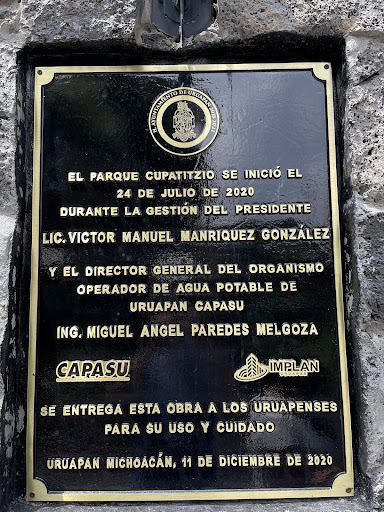 H. AYUNTAMIENTO DE URUAPAN
EL PARQUE CUPATITZIO SE INICIÓ EL
24 DE JULIO DE 2020
DURANTE LA GESTIÓN DEL PRESIDENTE
LIC. VICTOR MANUEL MANRIQUEZ GONZÁLEZ
Y EL DIRECTOR GENERAL DEL ORGANISMO
OPERADOR DE AGUA POTABLE DE
URUAPAN CAPASU
ING. MIGUEL ANGEL PAREDES MELGOZA
CAPASU
IMPLAN
SE ENTREGA ESTA OBRA A LOS URUAPENSES
PARA SU USO Y CUIDADO
URUAPAN MICHOACÁN, 11 DE DICIEMBRE DE 2020